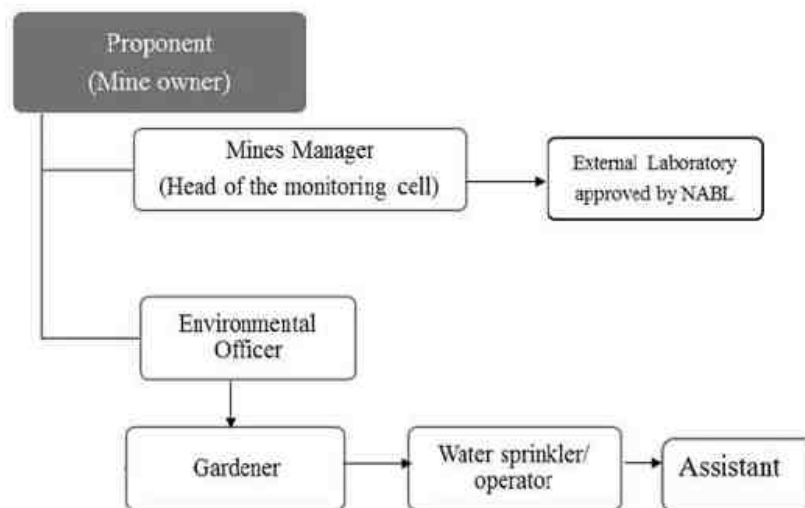 Proponent
(Mine owner)
Mines Manager
(Head of the monitoring cell)
External Laboratory
approved by NABL
Environmental
Officer
Gardener
Water sprinkler/
operator
Assistant